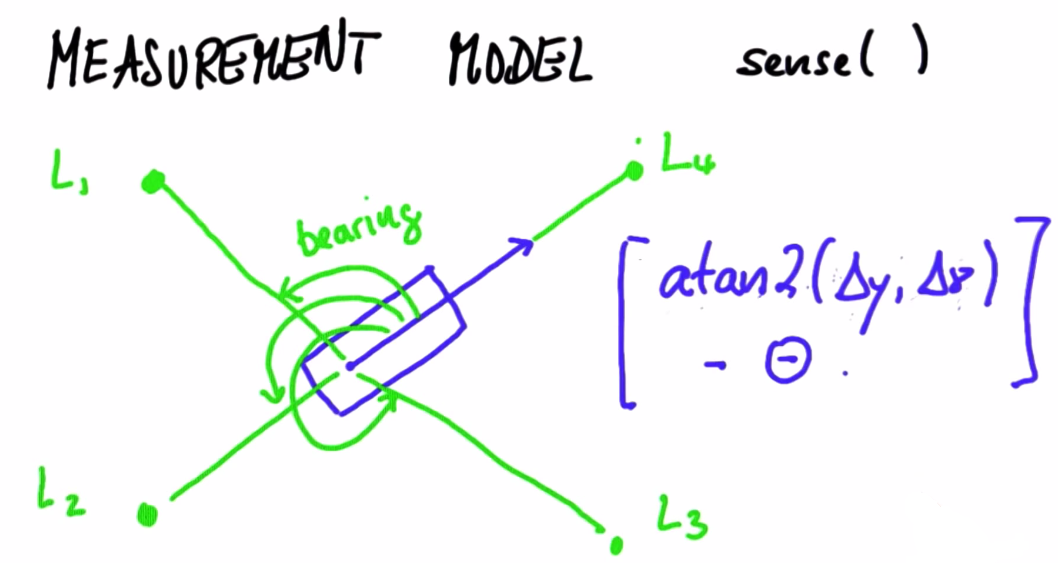 MEASUREMENT MODEL sense( )
L1
L4
bearing
atan2(Δy, Δx)
- Θ .
L2
L3